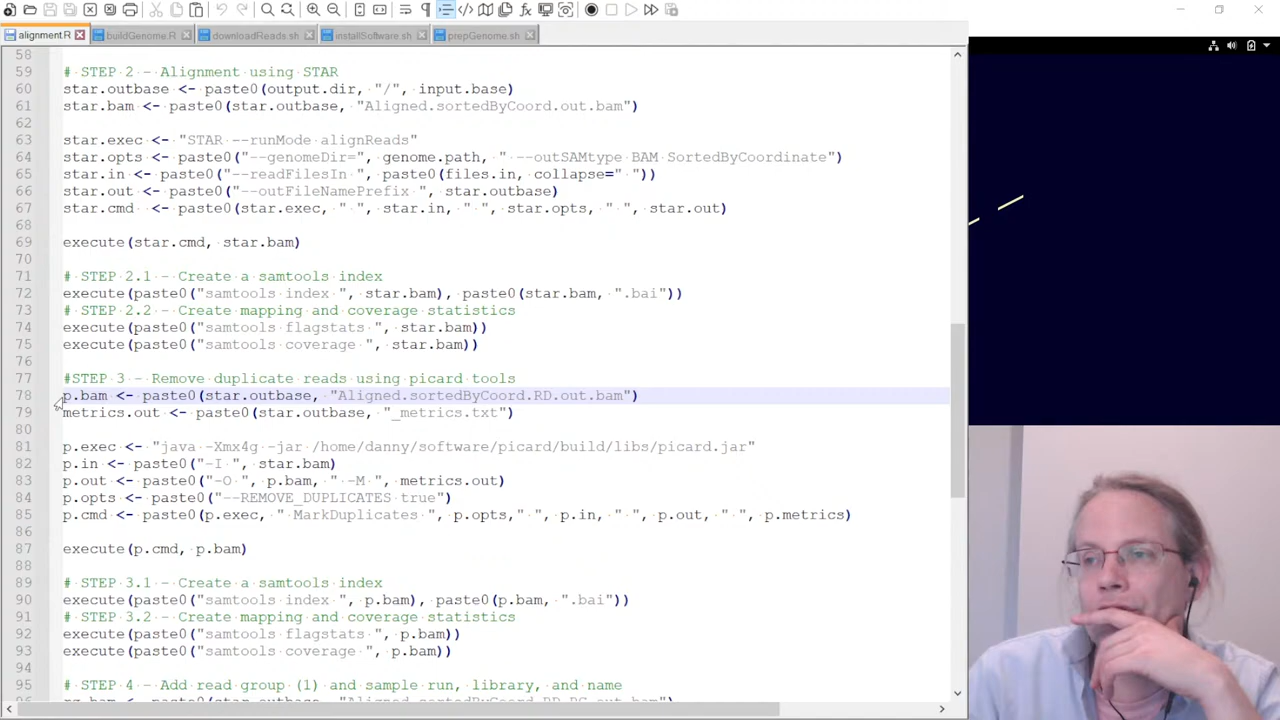 alignment.R
buildGenome.R
downloadReads.sh
installSoftware.sh
prepGenome.sh
58
59 # STEP 2 - Alignment using STAR
60 star.outbase <- paste0(output.dir, "/", input.base)
61 star.bam <- paste0(star.outbase, "Aligned.sortedByCoord.out.bam")
62
63 star.exec <- "STAR --runMode alignReads"
64 star.opts <- paste0("--genomeDir=", genome.path, " --outSAMtype BAM SortedByCoordinate")
65 star.in <- paste0("--readFilesIn ", paste0(files.in, collapse=" "))
66 star.out <- paste0("--outFileNamePrefix ", star.outbase)
67 star.cmd <- paste0(star.exec, " ", star.in, " ", star.opts, " ", star.out)
68
69 execute(star.cmd, star.bam)
70
71 # STEP 2.1 - Create a samtools index
72 execute(paste0("samtools index ", star.bam), paste0(star.bam, ".bai"))
73 # STEP 2.2 - Create mapping and coverage statistics
74 execute(paste0("samtools flagstats ", star.bam))
75 execute(paste0("samtools coverage ", star.bam))
76
77 #STEP 3 - Remove duplicate reads using picard tools
78 p.bam <- paste0(star.outbase, "Aligned.sortedByCoord.RD.out.bam")
79 metrics.out <- paste0(star.outbase, "_metrics.txt")
80
81 p.exec <- "java -Xmx4g -jar /home/danny/software/picard/build/libs/picard.jar"
82 p.in <- paste0("-I ", star.bam)
83 p.out <- paste0("-O ", p.bam, " -M ", metrics.out)
84 p.opts <- paste0("--REMOVE_DUPLICATES true")
85 p.cmd <- paste0(p.exec, " MarkDuplicates ", p.opts," ", p.in, " ", p.out, " ", p.metrics)
86
87 execute(p.cmd, p.bam)
88
89 # STEP 3.1 - Create a samtools index
90 execute(paste0("samtools index ", p.bam), paste0(p.bam, ".bai"))
91 # STEP 3.2 - Create mapping and coverage statistics
92 execute(paste0("samtools flagstats ", p.bam))
93 execute(paste0("samtools coverage ", p.bam))
94
95 # STEP 4 - Add read group (1) and sample run, library, and name